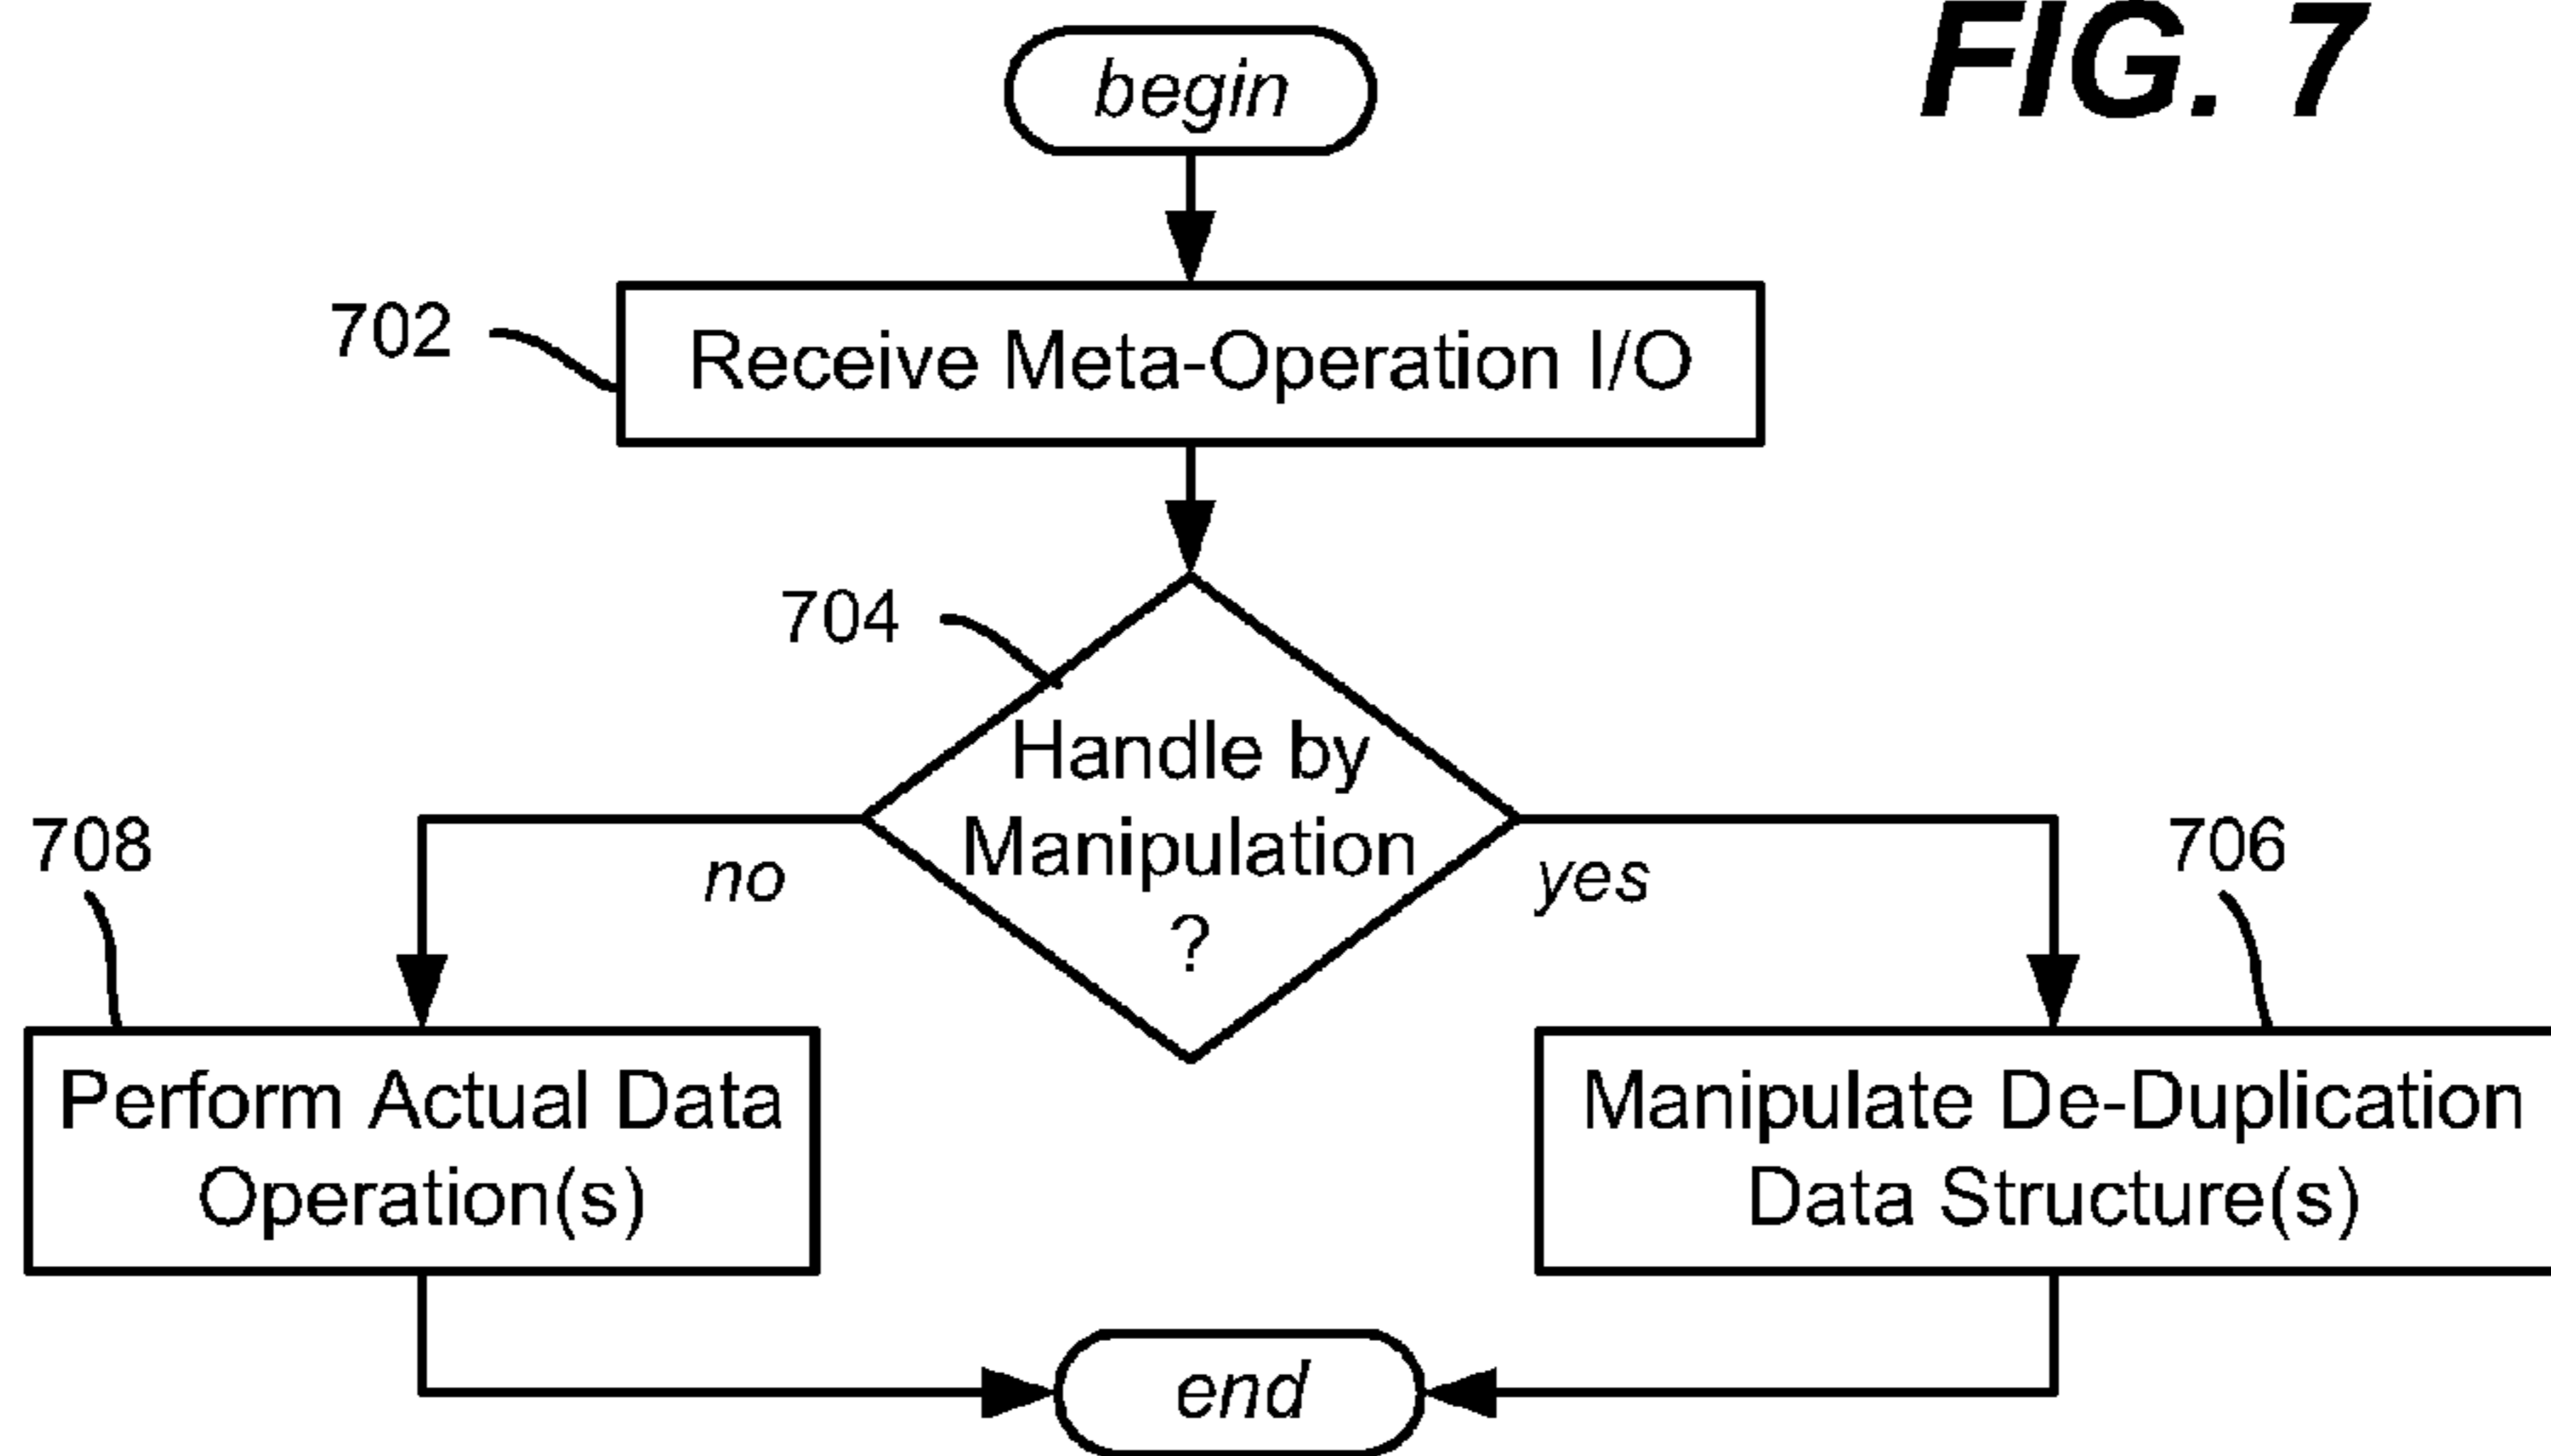 FIG. 7
begin
702
Receive Meta-Operation I/O
704
Handle by
Manipulation
?
no
yes
708
706
Perform Actual Data
Operation(s)
Manipulate De-Duplication
Data Structure(s)
end